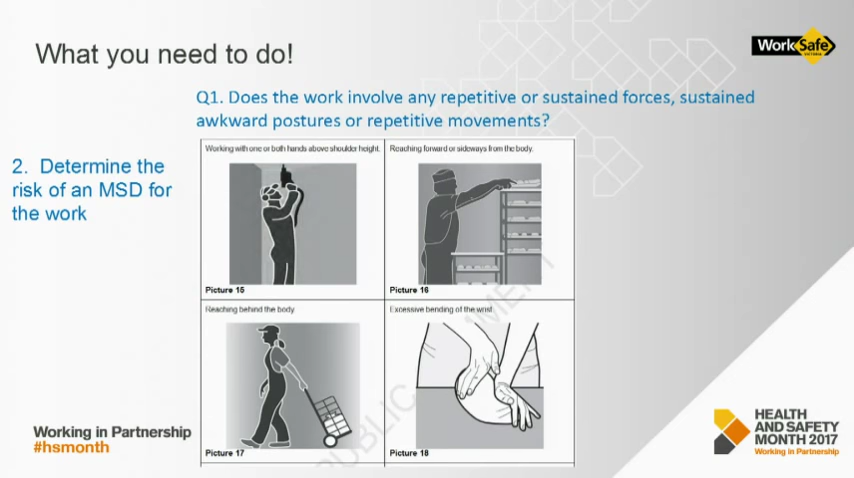 What you need to do!
WorkSafe
VICTORIA
Q1. Does the work involve any repetitive or sustained forces, sustained
awkward postures or repetitive movements?
2. Determine the
risk of an MSD for
the work
Working with one or both hands above shoulder height.
Reaching forward or sideways from the body.
Picture 15
Picture 16
Reaching behind the body
Excessive bending of the wrist.
Picture 17
Picture 18
PUBLIC
Working in Partnership
#hsmonth
HEALTH
AND SAFETY
MONTH 2017
Working in Partnership